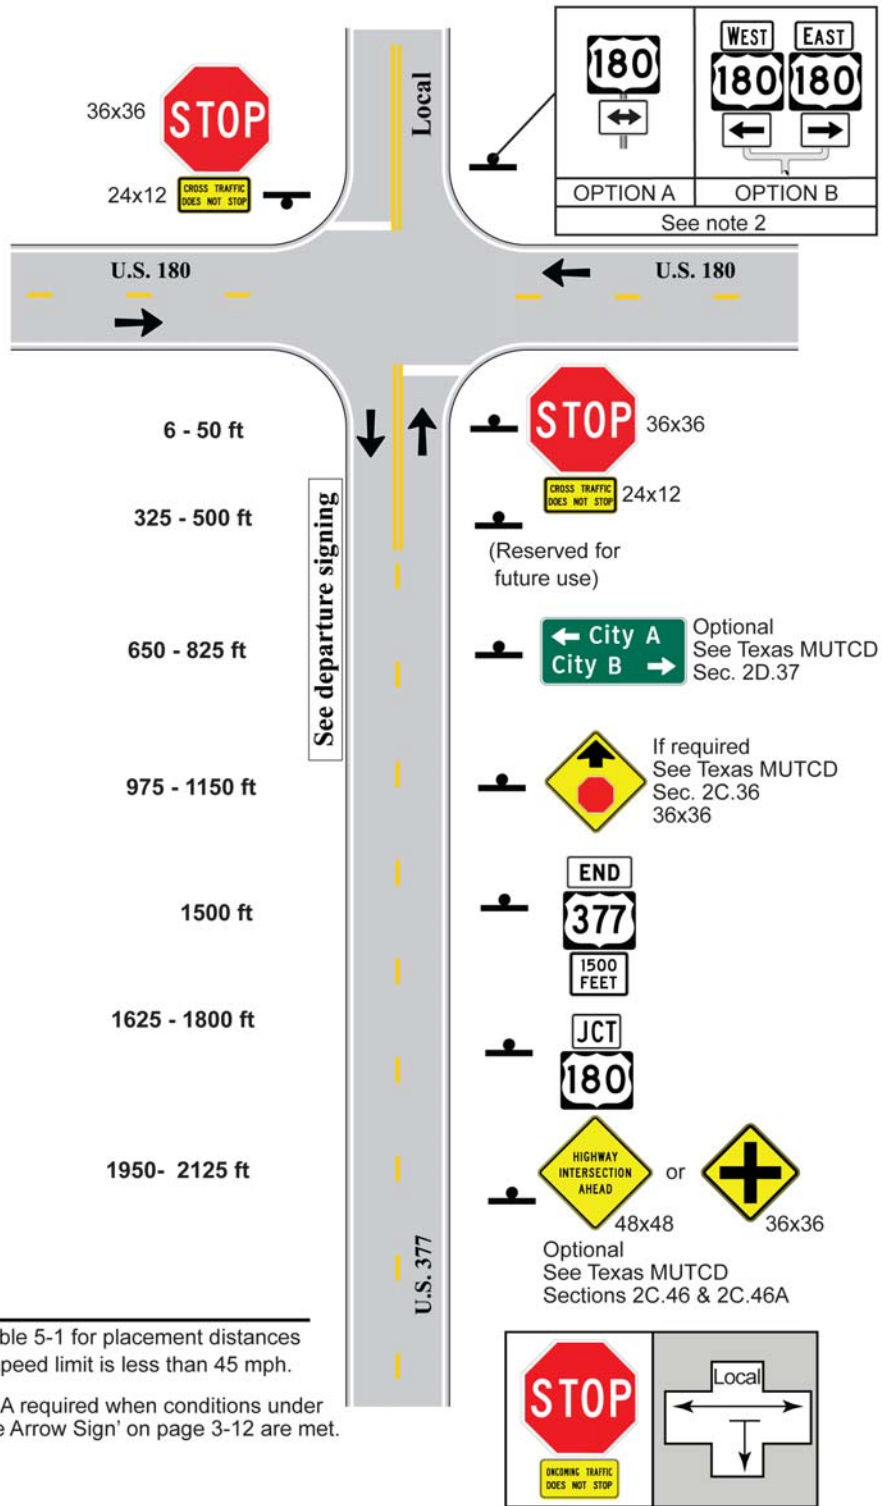 36x36
STOP
24x12
CROSS TRAFFIC
DOES NOT STOP
Local
180
WEST EAST
180 180
OPTION A OPTION B
See note 2
U.S. 180
U.S. 180
6 - 50 ft
STOP
36x36
CROSS TRAFFIC
DOES NOT STOP
24x12
325 - 500 ft
(Reserved for
future use)
See departure signing
650 - 825 ft
City A
City B
Optional
See Texas MUTCD
Sec. 2D.37
975 - 1150 ft
If required
See Texas MUTCD
Sec. 2C.36
36x36
1500 ft
END
377
1500
FEET
1625 - 1800 ft
JCT
180
1950- 2125 ft
HIGHWAY
INTERSECTION
AHEAD
or
48x48
36x36
Optional
See Texas MUTCD
Sections 2C.46 & 2C.46A
U.S. 377
5-1 for placement distances
speed limit is less than 45 mph.
A required when conditions under
Arrow Sign’ on page 3-12 are met.
STOP
ONCOMING TRAFFIC
DOES NOT STOP
Local